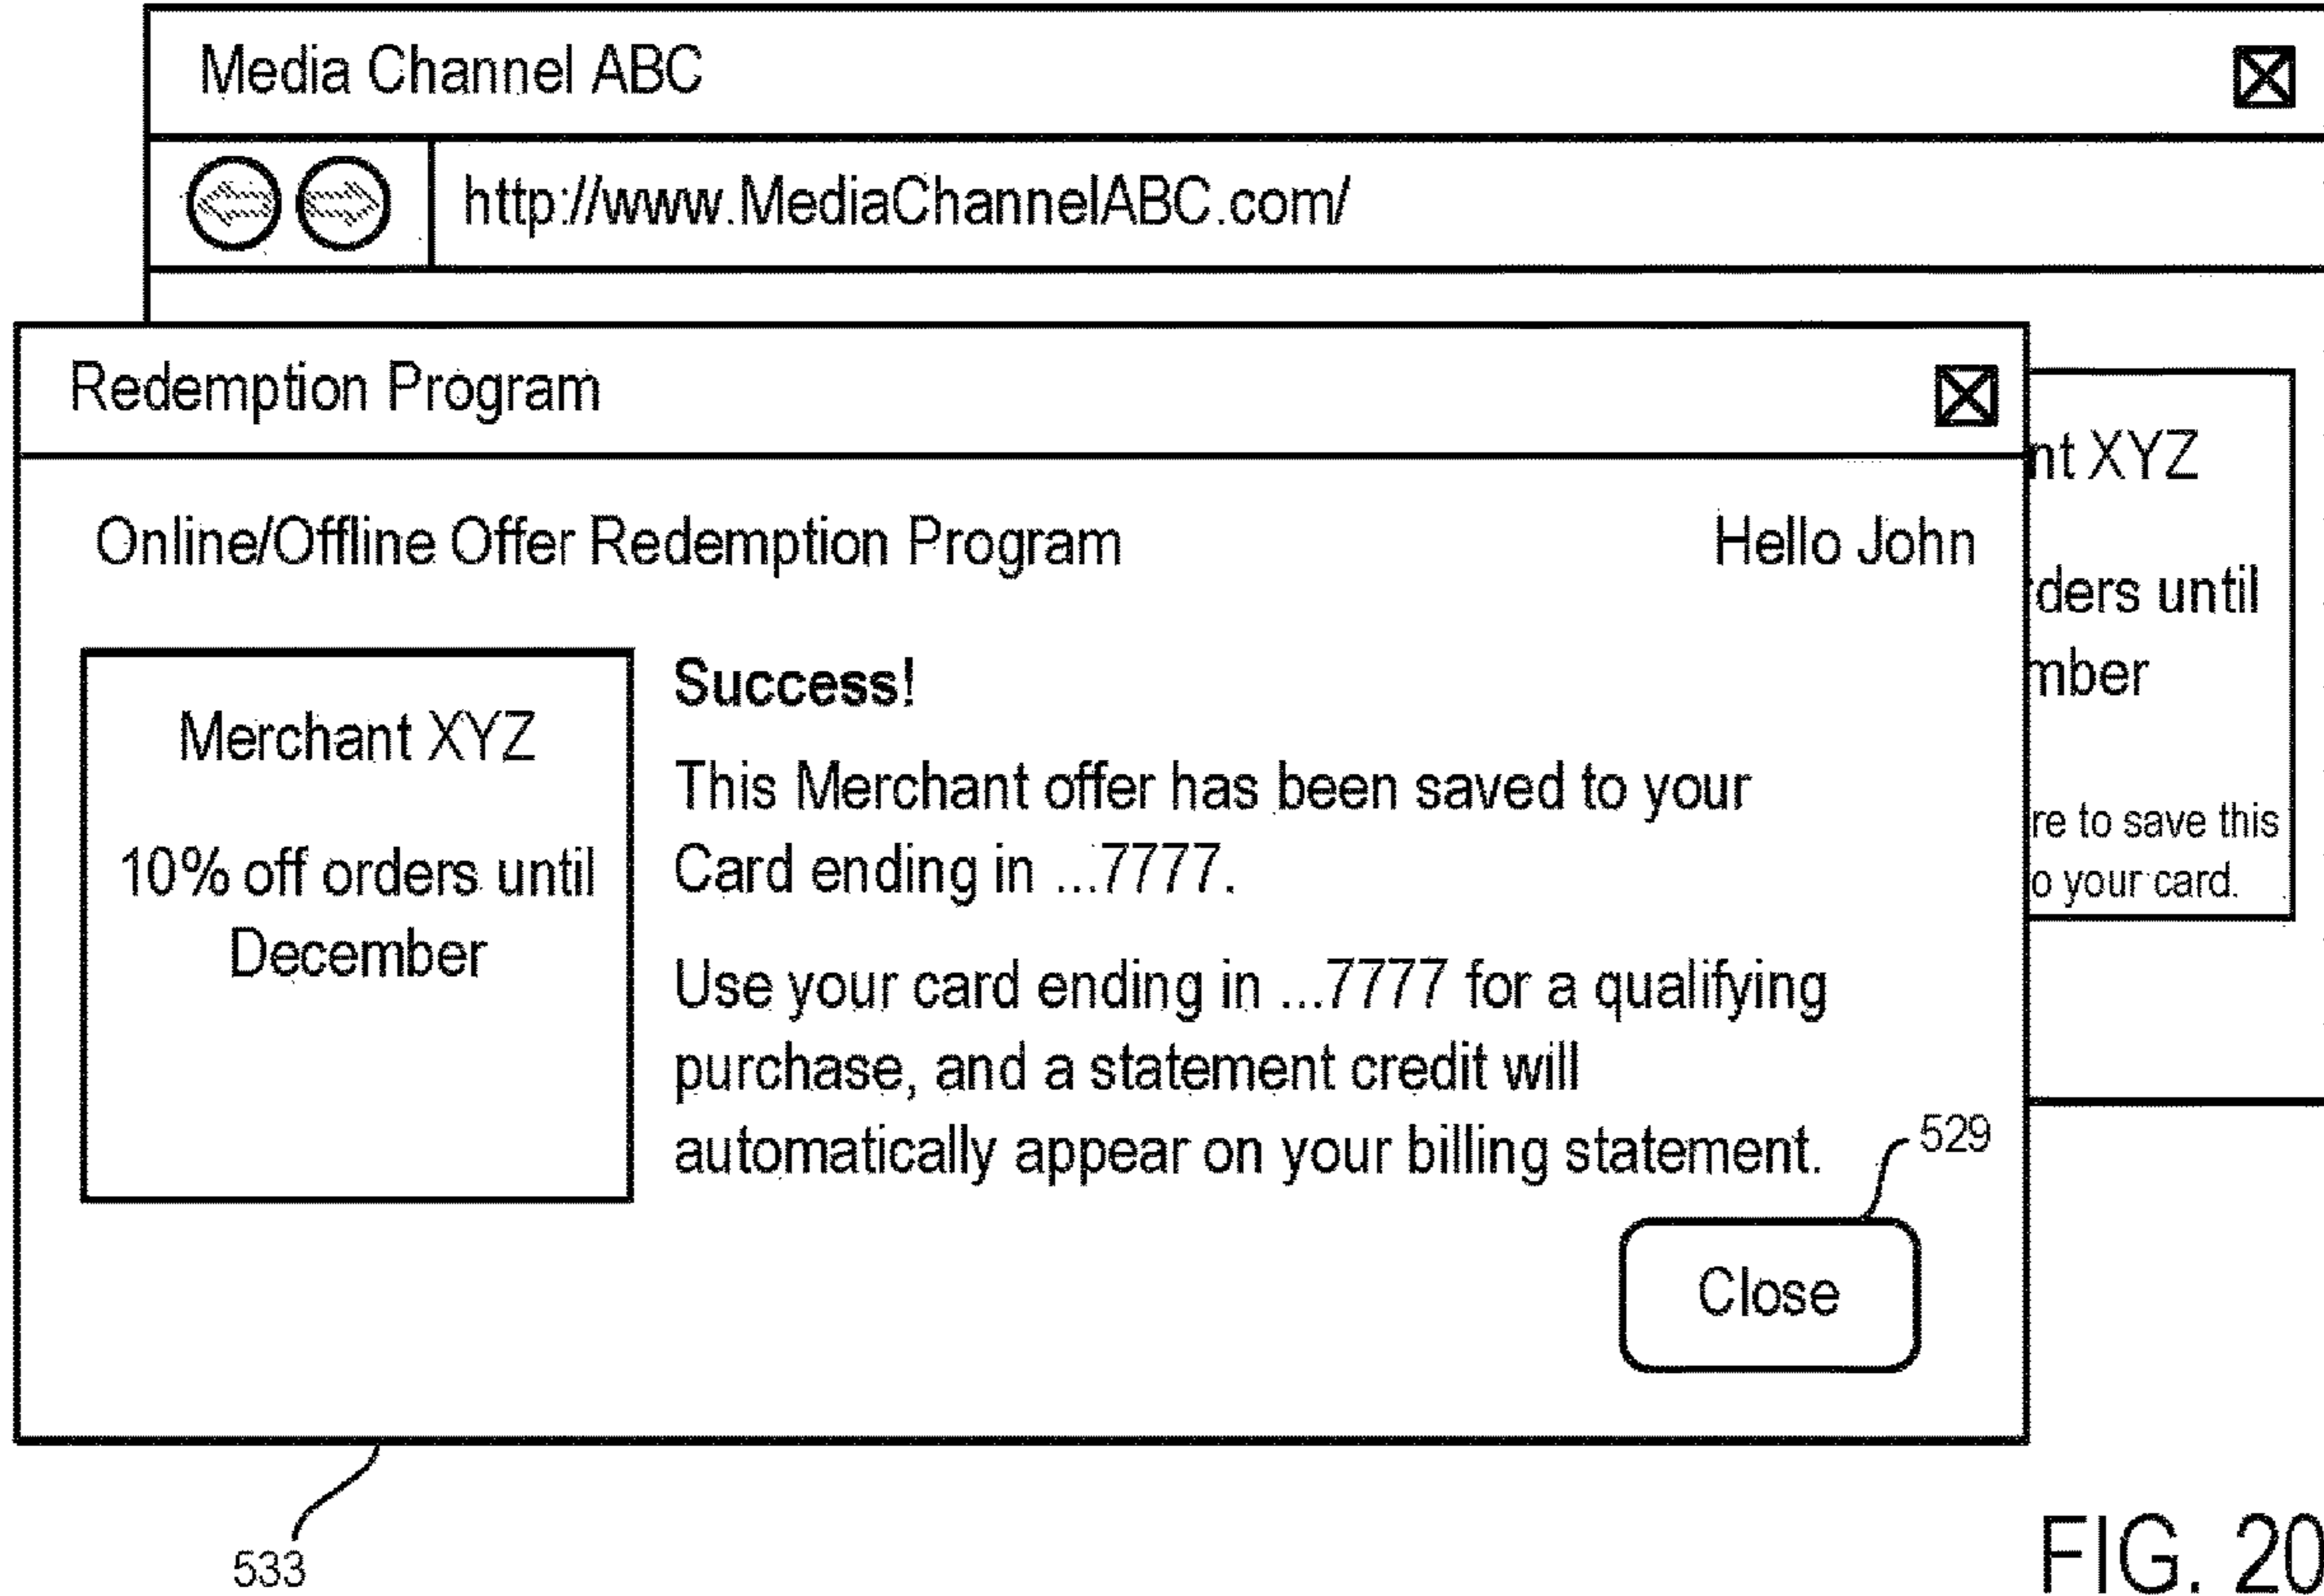 Media Channel ABC
http://www.MediaChannelABC.com/
Redemption Program
Online/Offline Offer Redemption Program
Hello John
Merchant XYZ
10% off orders until
December
Success!
This Merchant offer has been saved to your
Card ending in ...7777.
Use your card ending in ...7777 for a qualifying
purchase, and a statement credit will
automatically appear on your billing statement.
529
Close
nt XYZ
ders until
mber
re to save this
o your card.
533
FIG. 20